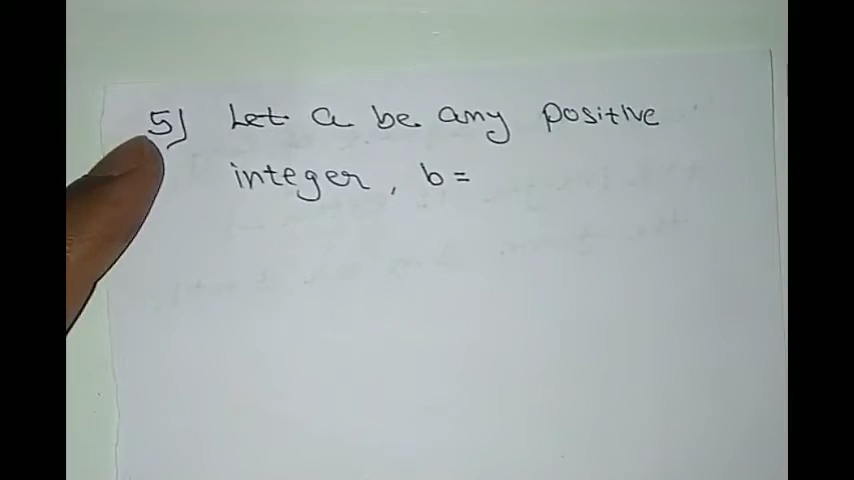 5) Let a be any positive
integer, b =